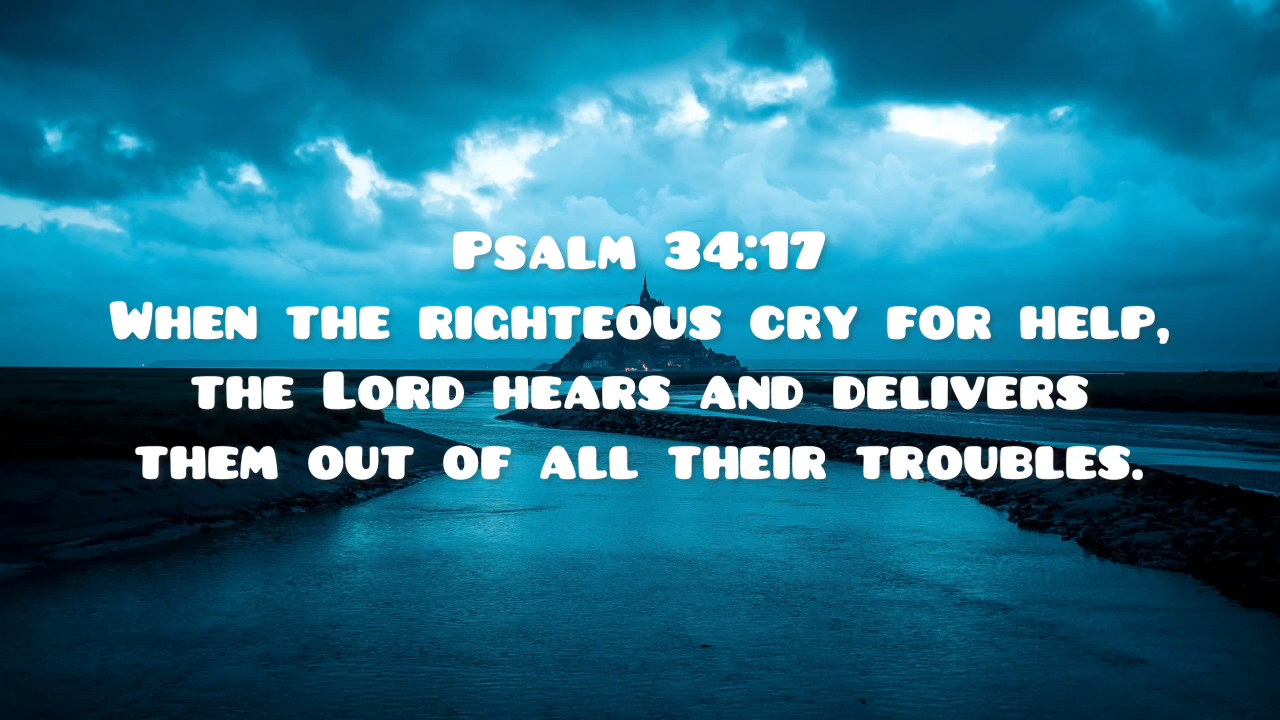 Psalm 34:17
When the righteous cry for help,
the Lord hears and delivers
them out of all their troubles.